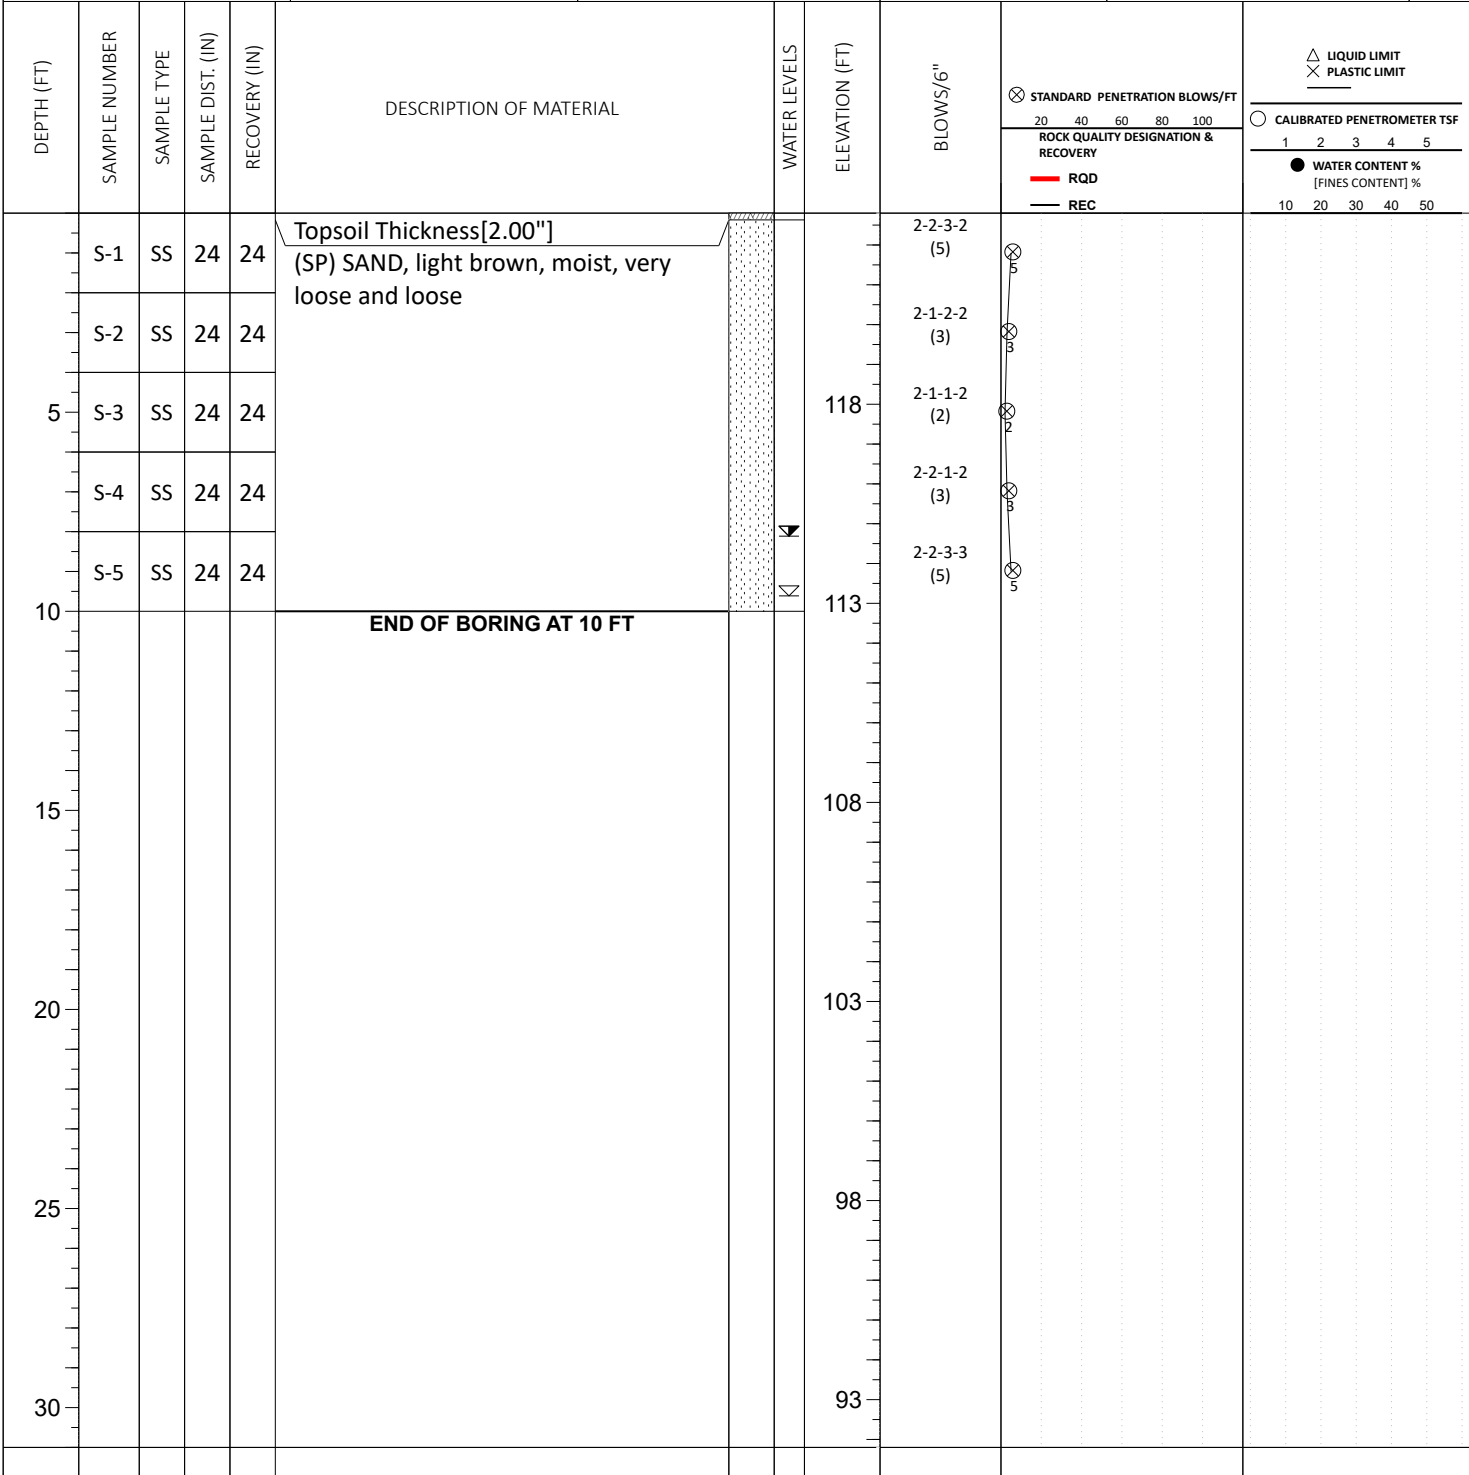 DEPTH (FT)
SAMPLE NUMBER
SAMPLE TYPE
SAMPLE DIST. (IN)
RECOVERY (IN)
DESCRIPTION OF MATERIAL
WATER LEVELS
ELEVATION (FT)
BLOWS/6"
STANDARD PENETRATION BLOWS/FT
20 40 60 80 100
ROCK QUALITY DESIGNATION &
RECOVERY
RQD
REC
LIQUID LIMIT
PLASTIC LIMIT
CALIBRATED PENETROMETER TSF
1 2 3 4 5
WATER CONTENT %
[FINES CONTENT] %
10 20 30 40 50
Topsoil Thickness[2.00"]
(SP) SAND, light brown, moist, very
loose and loose
S-1 SS 24 24
2-2-3-2
(5)
5
S-2 SS 24 24
2-1-2-2
(3)
3
5
S-3 SS 24 24
118
2-1-1-2
(2)
2
S-4 SS 24 24
2-2-1-2
(3)
3
S-5 SS 24 24
2-2-3-3
(5)
5
10
113
END OF BORING AT 10 FT
15
108
20
103
25
98
30
93